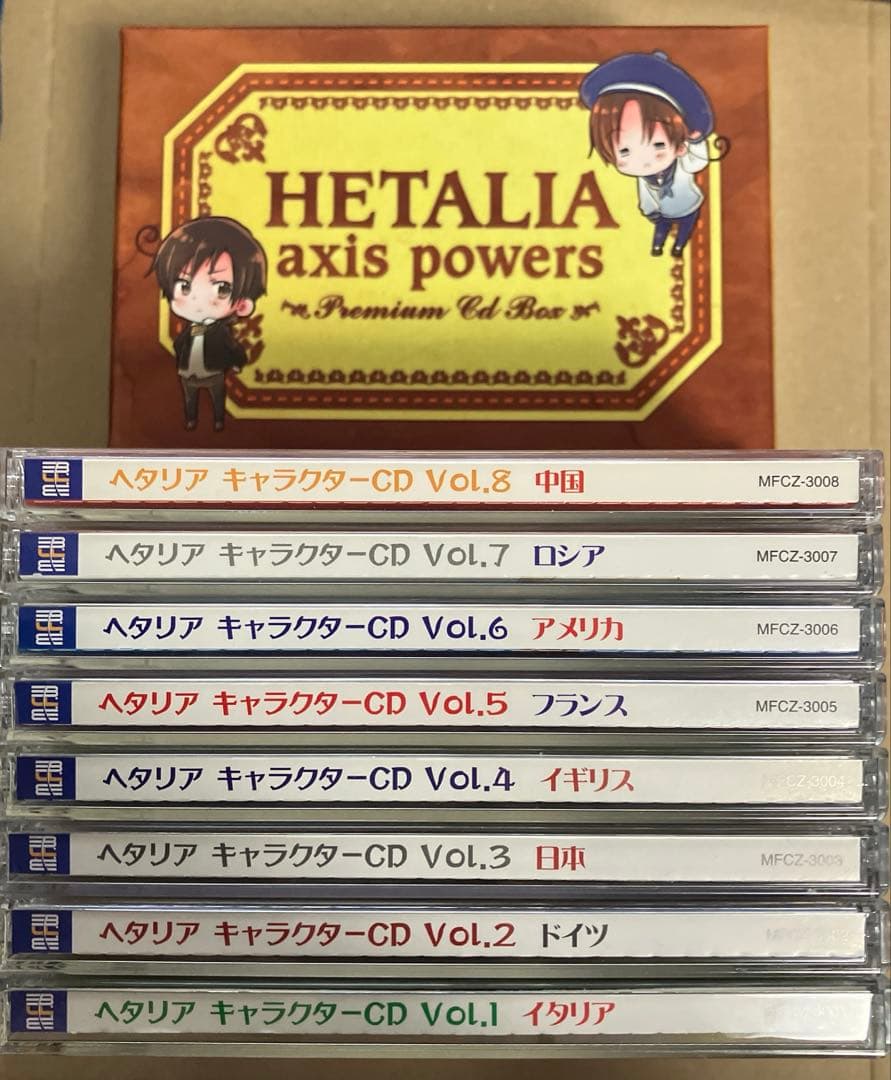 HETALIA
axis powers
Premium Cd Box
ヘタリア キャラクターCD Vol.8 中国 MFCZ-3008
ヘタリア キャラクターCD Vol.7 ロシア MFCZ-3007
ヘタリア キャラクターCD Vol.6 アメリカ MFCZ-3006
ヘタリア キャラクターCD Vol.5 フランス MFCZ-3005
ヘタリア キャラクターCD Vol.4 イギリス MFCZ-3004
ヘタリア キャラクターCD Vol.3 日本 MFCZ-3003
ヘタリア キャラクターCD Vol.2 ドイツ
ヘタリア キャラクターCD Vol.1 イタリア